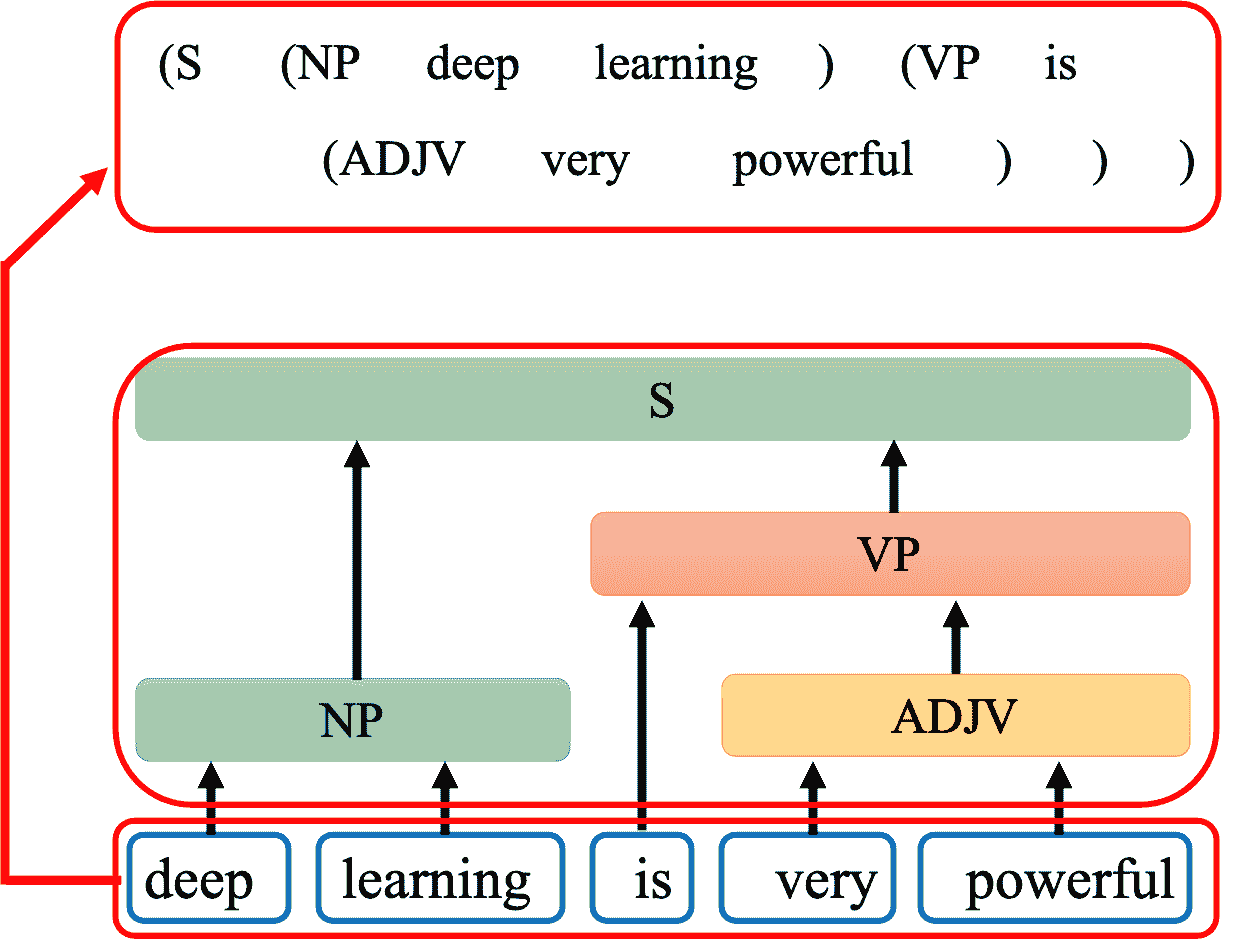 (S (NP deep learning ) (VP is
(ADJV very powerful ) ) )
S
VP
NP ADJV
deep learning is very powerful